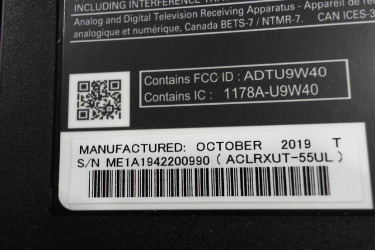 INCLUDING INTERFERENCE
Analog and Digital Television Receiving Apparatus - Appareil de
analogique et numérique, Canada BETS-7 / NTMR-7.
CAN ICES-3
Contains FCC ID : ADTU9W40
Contains IC : 1178A-U9W40
MANUFACTURED: OCTOBER 2019 T
S/N ME1A1942200990 ( ACLRXUT-55UL )